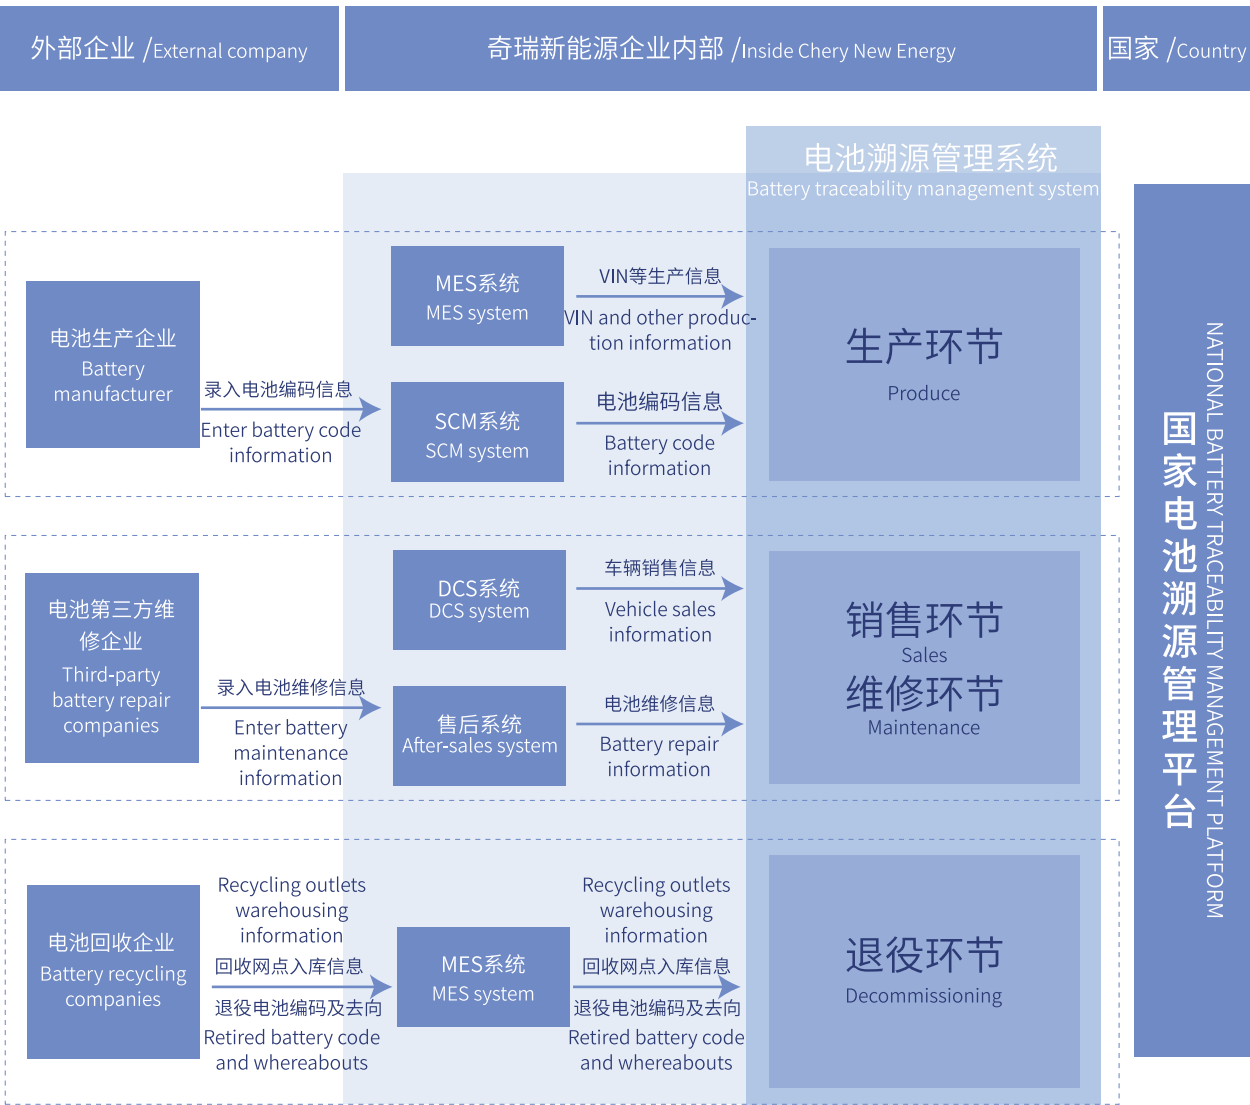 外部企业 /External company
奇瑞新能源企业内部 /Inside Chery New Energy
国家 /Country
电池溯源管理系统
Battery traceability management system
电池生产企业
Battery
manufacturer
录入电池编码信息
Enter battery code
information
MES系统
MES system
VIN等生产信息
VIN and other produc-
tion information
SCM系统
SCM system
电池编码信息
Battery code
information
生产环节
Produce
电池第三方维
修企业
Third-party
battery repair
companies
录入电池维修信息
Enter battery
maintenance
information
DCS系统
DCS system
车辆销售信息
Vehicle sales
information
售后系统
After-sales system
电池维修信息
Battery repair
information
销售环节
Sales
维修环节
Maintenance
电池回收企业
Battery recycling
companies
Recycling outlets
warehousing
information
回收网点入库信息
退役电池编码及去向
Retired battery code
and whereabouts
MES系统
MES system
Recycling outlets
warehousing
information
回收网点入库信息
退役电池编码及去向
Retired battery code
and whereabouts
退役环节
Decommissioning
国家电池溯源管理平台
NATIONAL BATTERY TRACEABILITY MANAGEMENT PLATFORM